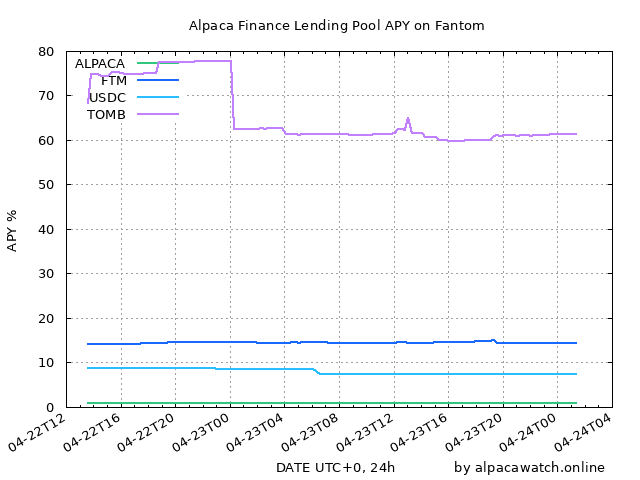 Alpaca Finance Lending Pool APY on Fantom
ALPACA
FTM
USDC
TOMB
80
70
60
50
40
30
20
10
0
APY %
04-22T12
04-22T16
04-22T20
04-23T00
04-23T04
04-23T08
04-23T12
04-23T16
04-23T20
04-24T00
04-24T04
DATE UTC+0, 24h
by alpacawatch.online